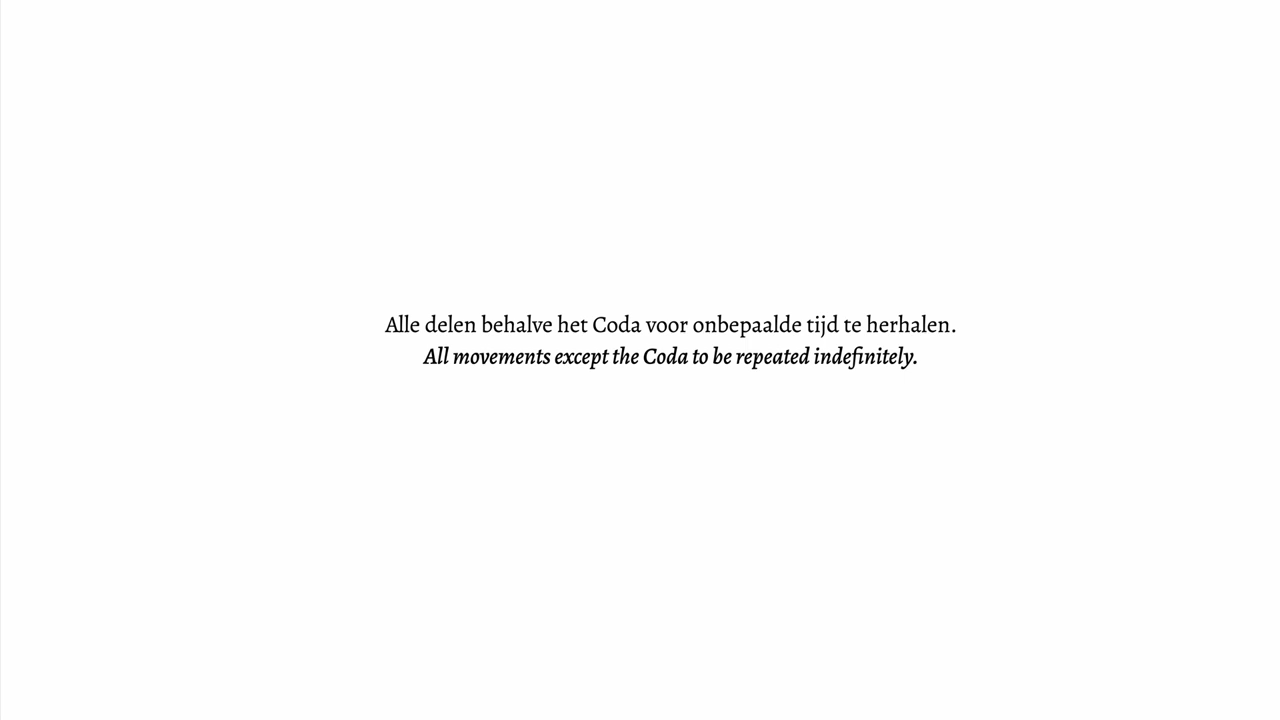 Alle delen behalve het Coda voor onbepaalde tijd te herhalen.
All movements except the Coda to be repeated indefinitely.